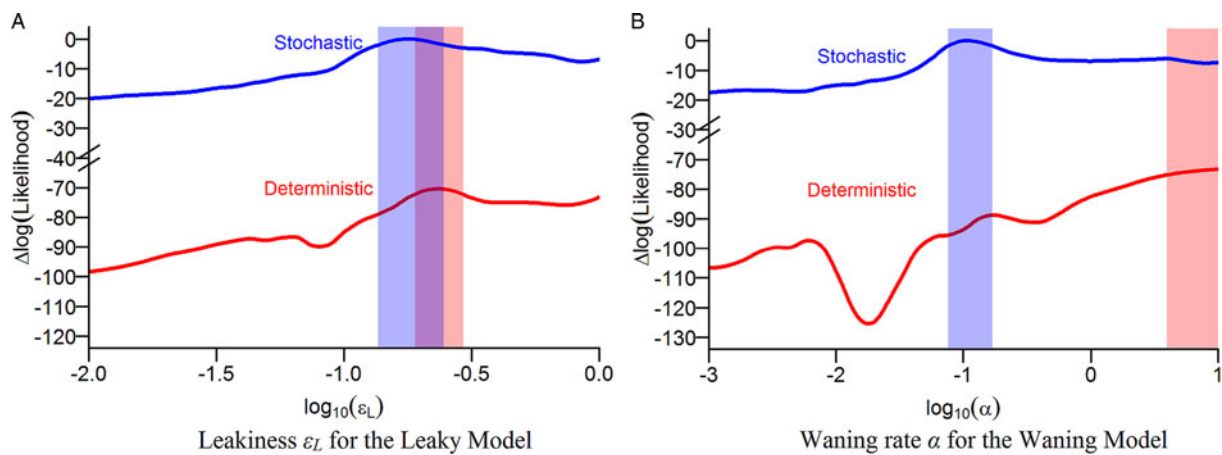 A
Δlog(Likelihood)
0
-10
-20
-30
-40
-70
-80
-90
-100
-110
-120
Stochastic
Deterministic
-2.0 -1.5 -1.0 -0.5 0.0
log₁₀(ε_L)
Leakiness ε_L for the Leaky Model
B
Δlog(Likelihood)
0
-10
-20
-30
-70
-80
-90
-100
-110
-120
-130
Stochastic
Deterministic
-3 -2 -1 0 1
log₁₀(α)
Waning rate α for the Waning Model